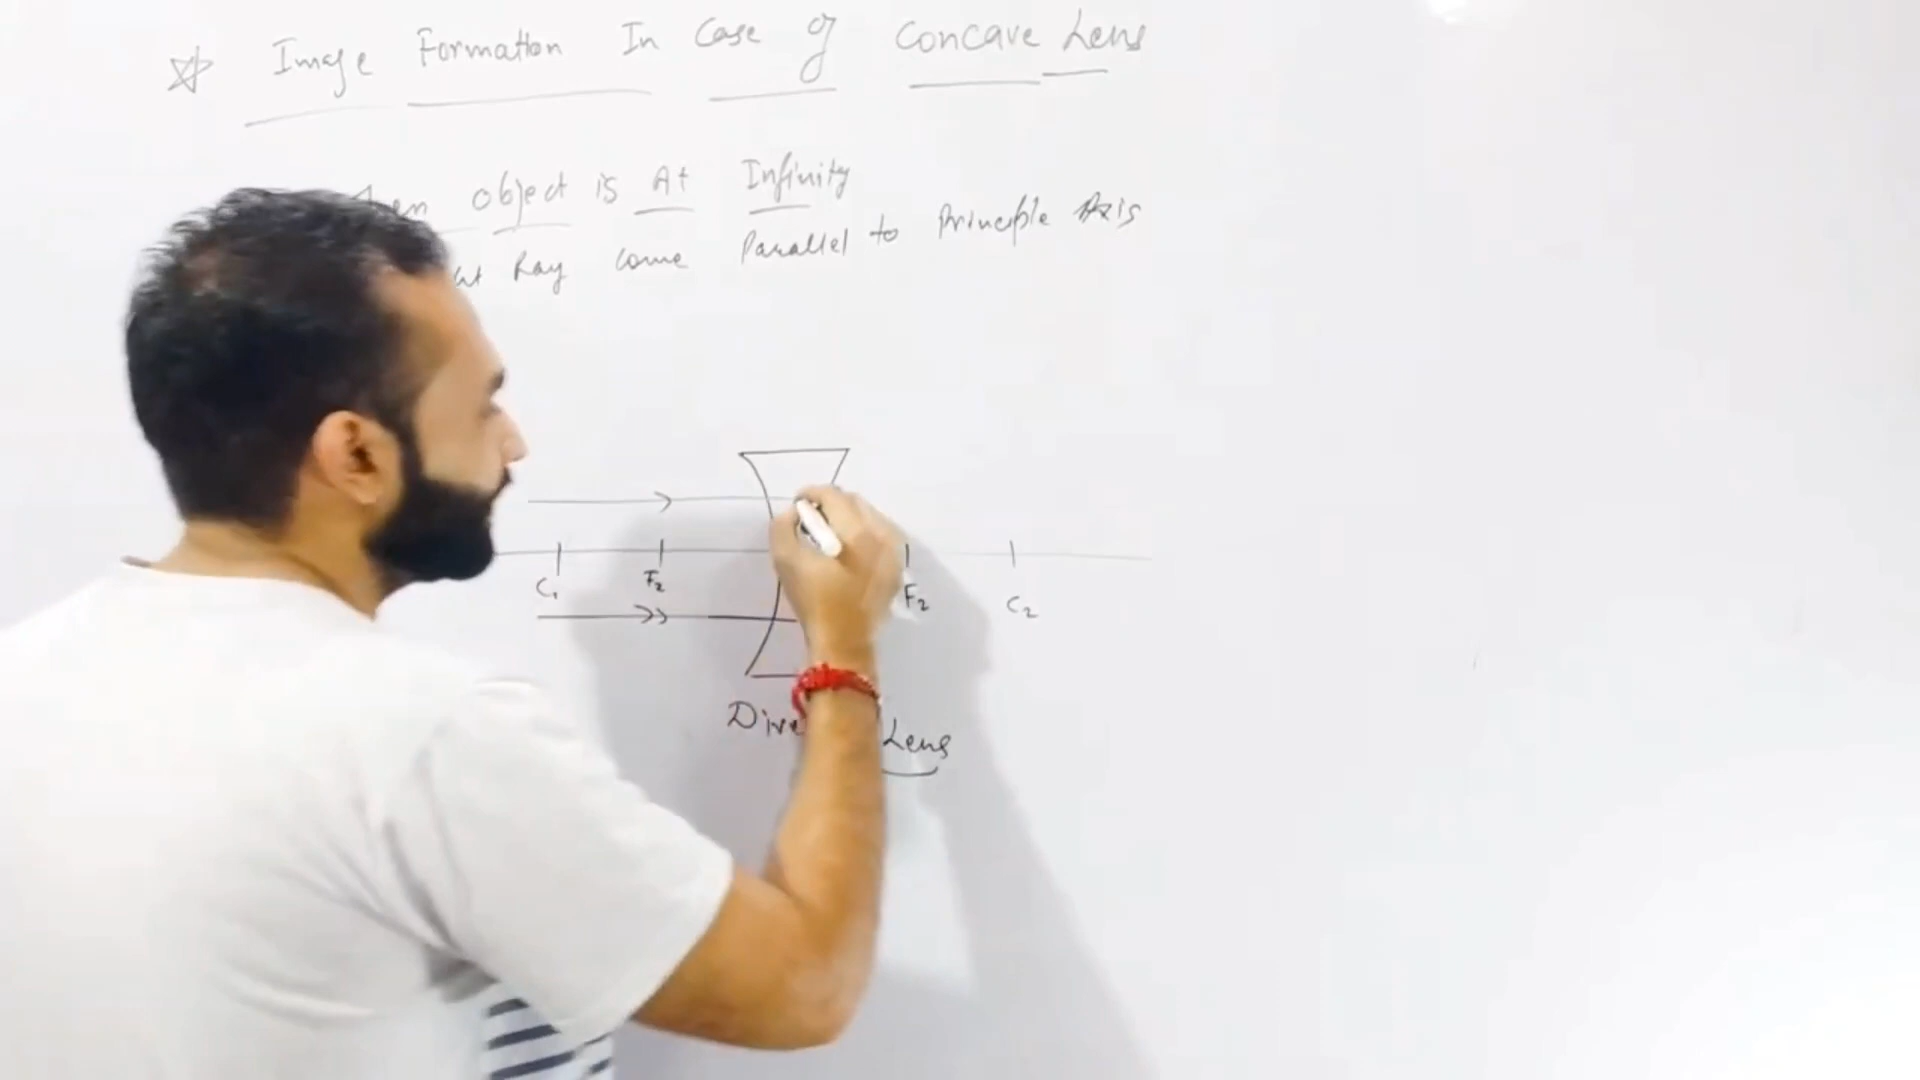 ☆ Image Formation In Case of Concave Lens
object is At Infinity
Ray come Parallel to Principle Axis
C₁ F₂ F₂ C₂
Lens